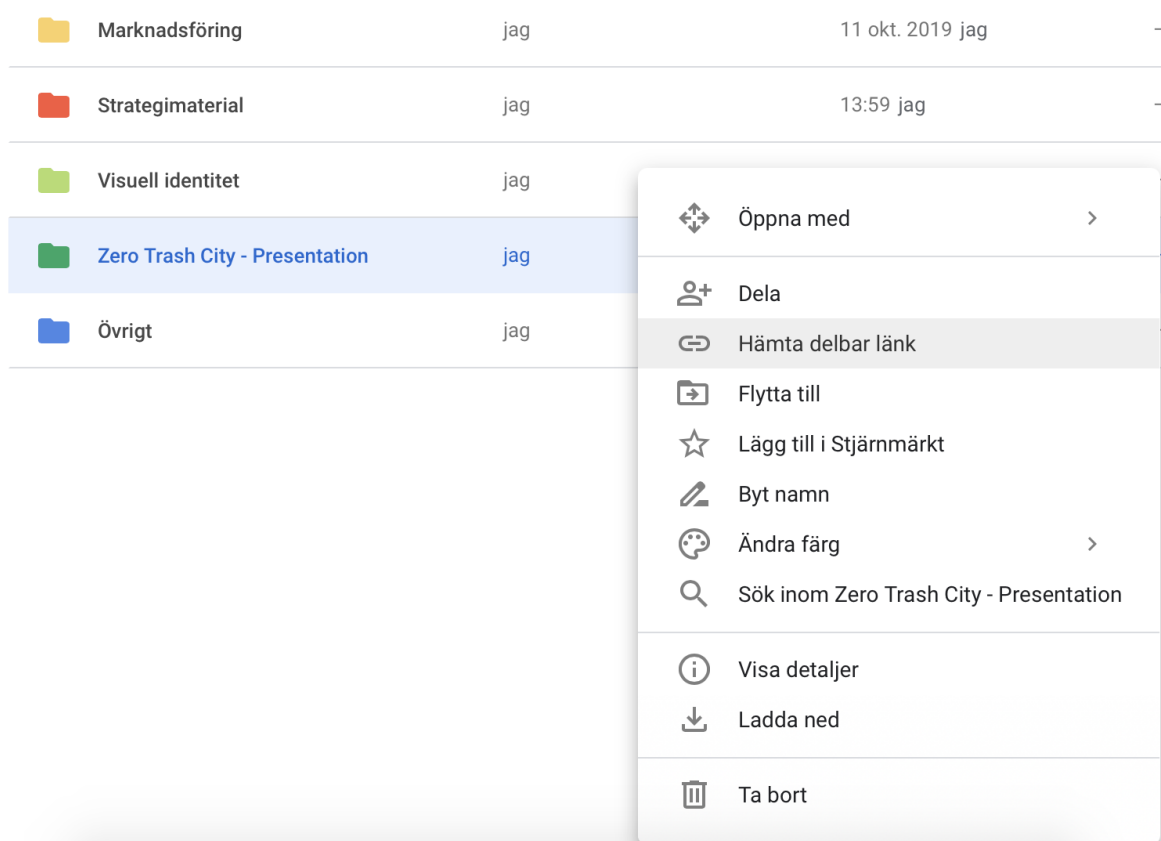 Marknadsföring jag 11 okt. 2019 jag –
Strategimaterial jag 13:59 jag –
Visuell identitet jag
Zero Trash City - Presentation jag
Övrigt jag
Öppna med
Dela
Hämta delbar länk
Flytta till
Lägg till i Stjärnmärkt
Byt namn
Ändra färg
Sök inom Zero Trash City - Presentation
Visa detaljer
Ladda ned
Ta bort